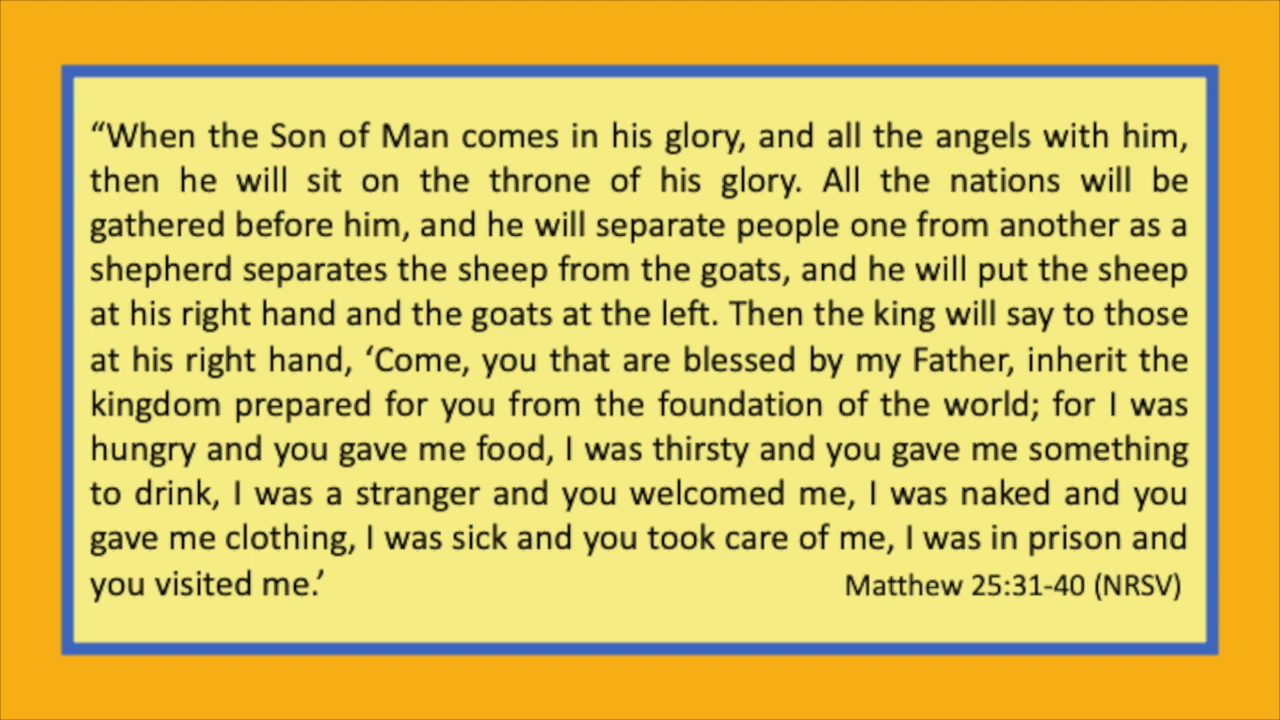 “When the Son of Man comes in his glory, and all the angels with him,
then he will sit on the throne of his glory. All the nations will be
gathered before him, and he will separate people one from another as a
shepherd separates the sheep from the goats, and he will put the sheep
at his right hand and the goats at the left. Then the king will say to those
at his right hand, ‘Come, you that are blessed by my Father, inherit the
kingdom prepared for you from the foundation of the world; for I was
hungry and you gave me food, I was thirsty and you gave me something
to drink, I was a stranger and you welcomed me, I was naked and you
gave me clothing, I was sick and you took care of me, I was in prison and
you visited me.’ Matthew 25:31-40 (NRSV)